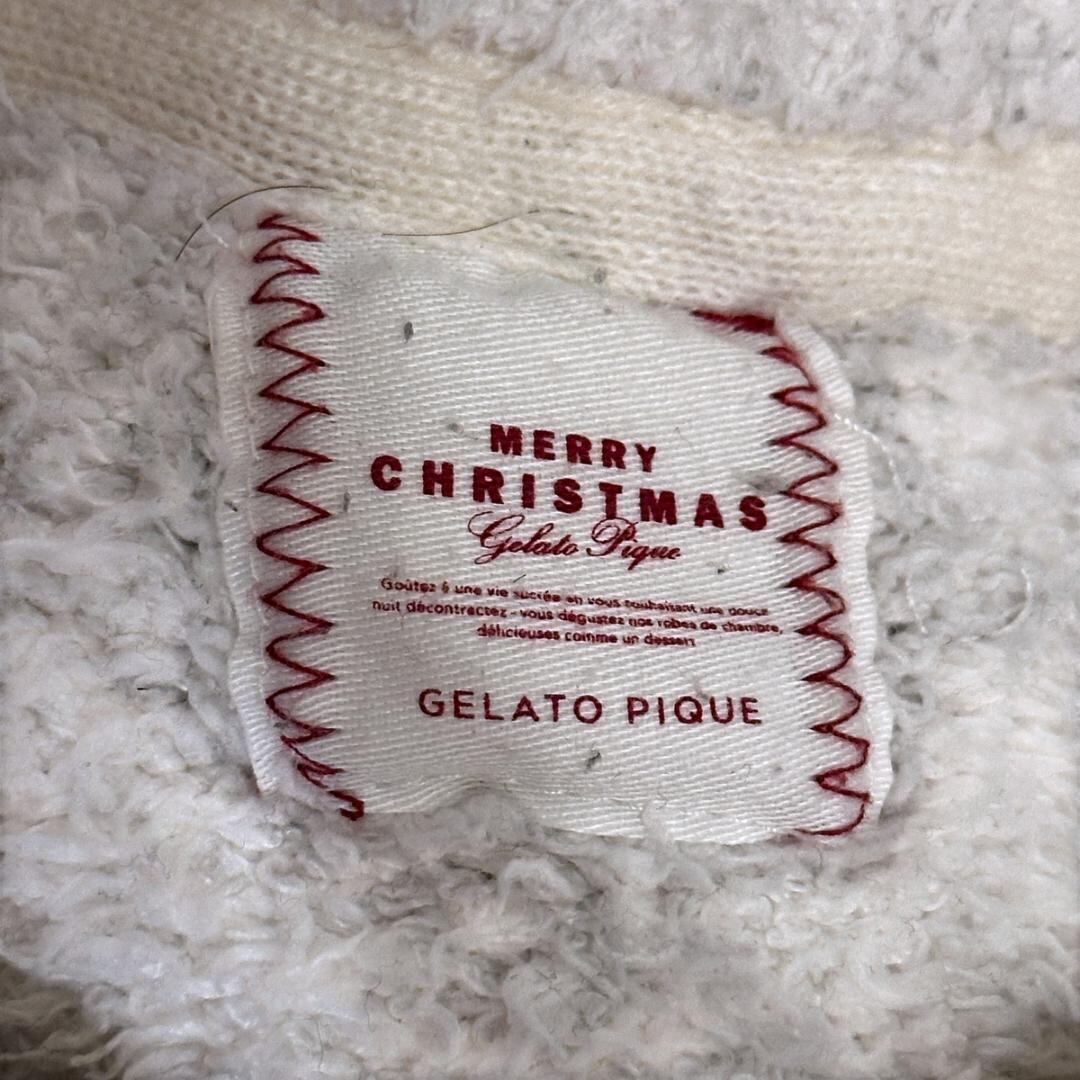 MERRY
CHRISTMAS
Gelato Pique
Goûtez à une vie sucrée en vous souhaisant une douce
nuit décontractez-vous dégustez nos robes de chambre,
délicieuses comme un dessert
GELATO PIQUE